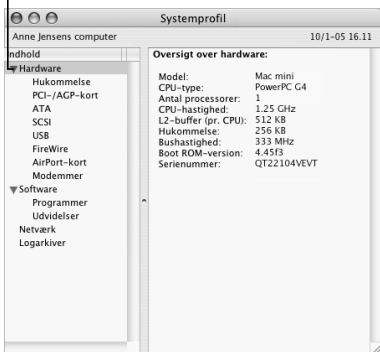 Systemprofil
Anne Jensens computer 10/1-05 16.11
Indhold
Hardware
Hukommelse
PCI-/AGP-kort
ATA
SCSI
USB
FireWire
AirPort-kort
Modemmer
Software
Programmer
Udvidelser
Netværk
Logarkiver
Oversigt over hardware:
Model: Mac mini
CPU-type: PowerPC G4
Antal processorer: 1
CPU-hastighed: 1.25 GHz
L2-buffer (pr. CPU): 512 KB
Hukommelse: 256 KB
Bushastighed: 333 MHz
Boot ROM-version: 4.45f3
Serienummer: QT22104VEVT